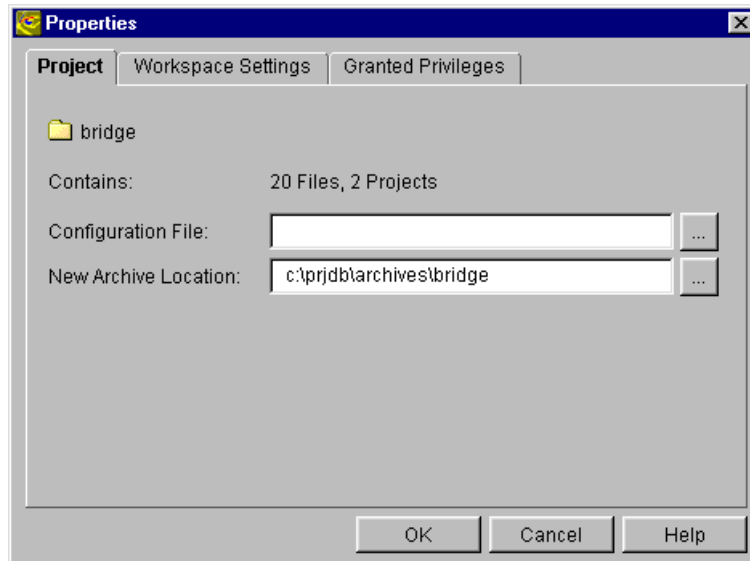 Properties
Project Workspace Settings Granted Privileges
bridge
Contains: 20 Files, 2 Projects
Configuration File: ...
New Archive Location: c:\prjdb\archives\bridge ...
OK Cancel Help